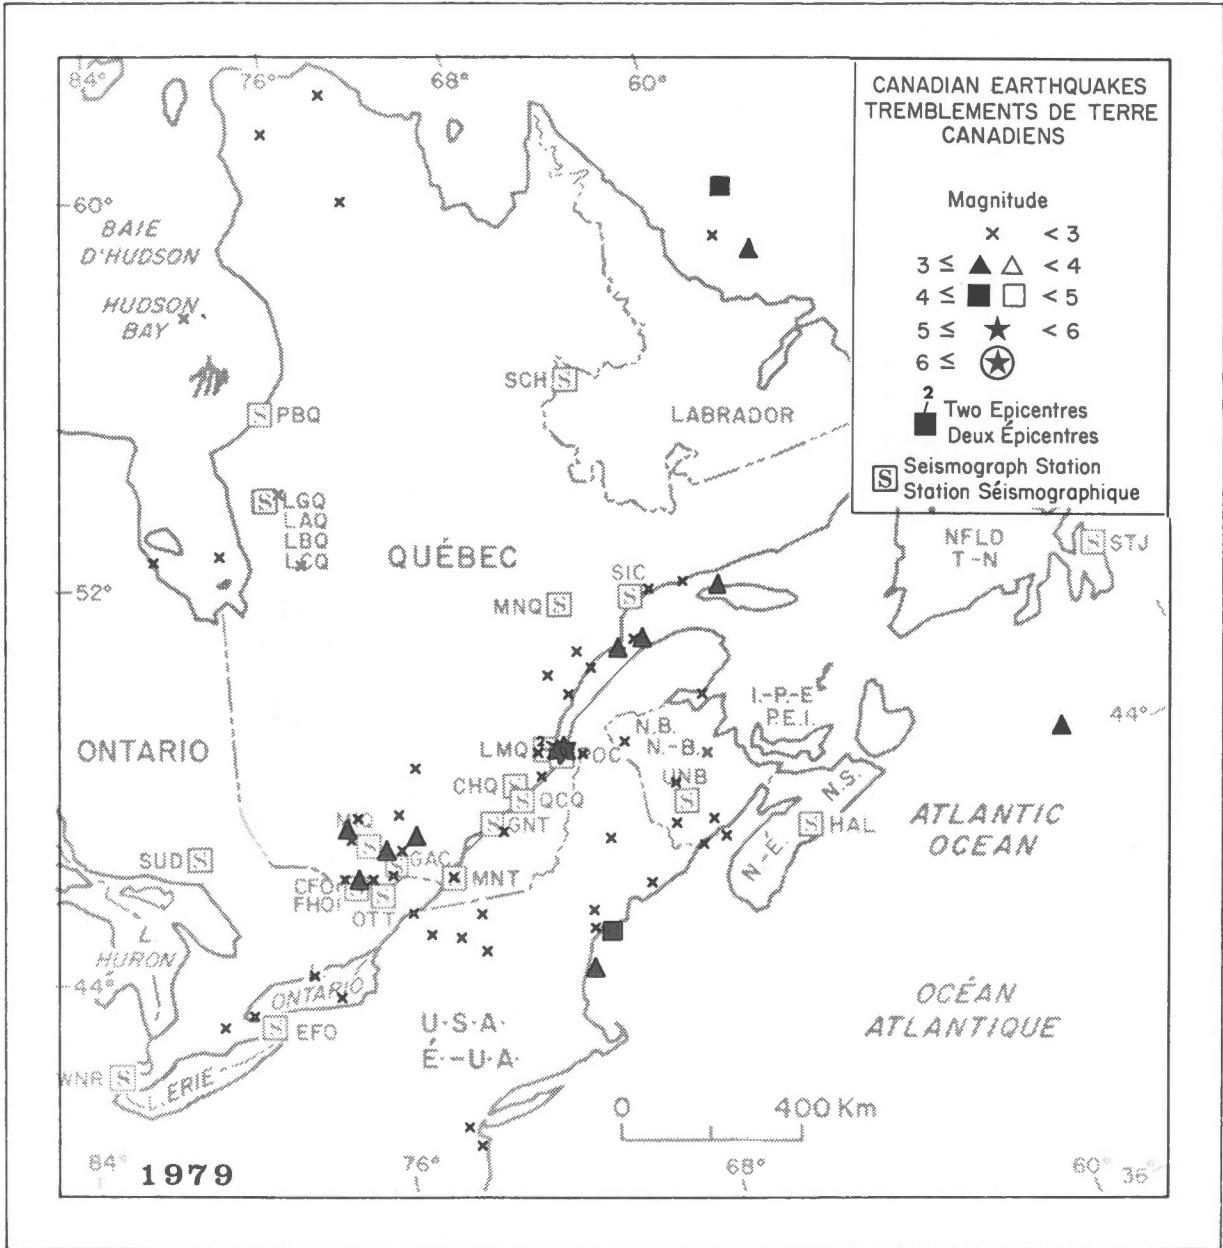 84°
76°
68°
60°
CANADIAN EARTHQUAKES
TREMBLEMENTS DE TERRE
CANADIENS
Magnitude
< 3
3 ≤ < 4
4 ≤ < 5
5 ≤ < 6
6 ≤
2
Two Epicentres
Deux Épicentres
S Seismograph Station
Station Séismographique
60°
BAIE
D'HUDSON
HUDSON
BAY
SCH S
LABRADOR
S PBQ
S LGQ
LAQ
LBQ
LCQ
QUÉBEC
NFLD
T-N
S STJ
52°
SIC
S
MNQ S
I.-P.-E
P.E.I.
44°
N.B.
N.-B.
ONTARIO
LMQ
POC
UNB
S
CHQ S
S QCQ
S GNT
N.S.
N.-É.
S HAL
ATLANTIC
OCEAN
SUD S
S
GAC
S MNT
CFO
FHO
S
OTT
L.
HURON
44°
ONTARIO
OCÉAN
ATLANTIQUE
S EFO
U.S.A.
É.-U.A.
WNR S
ERIE
0 400 Km
84°
1979
76°
68°
60°
36°